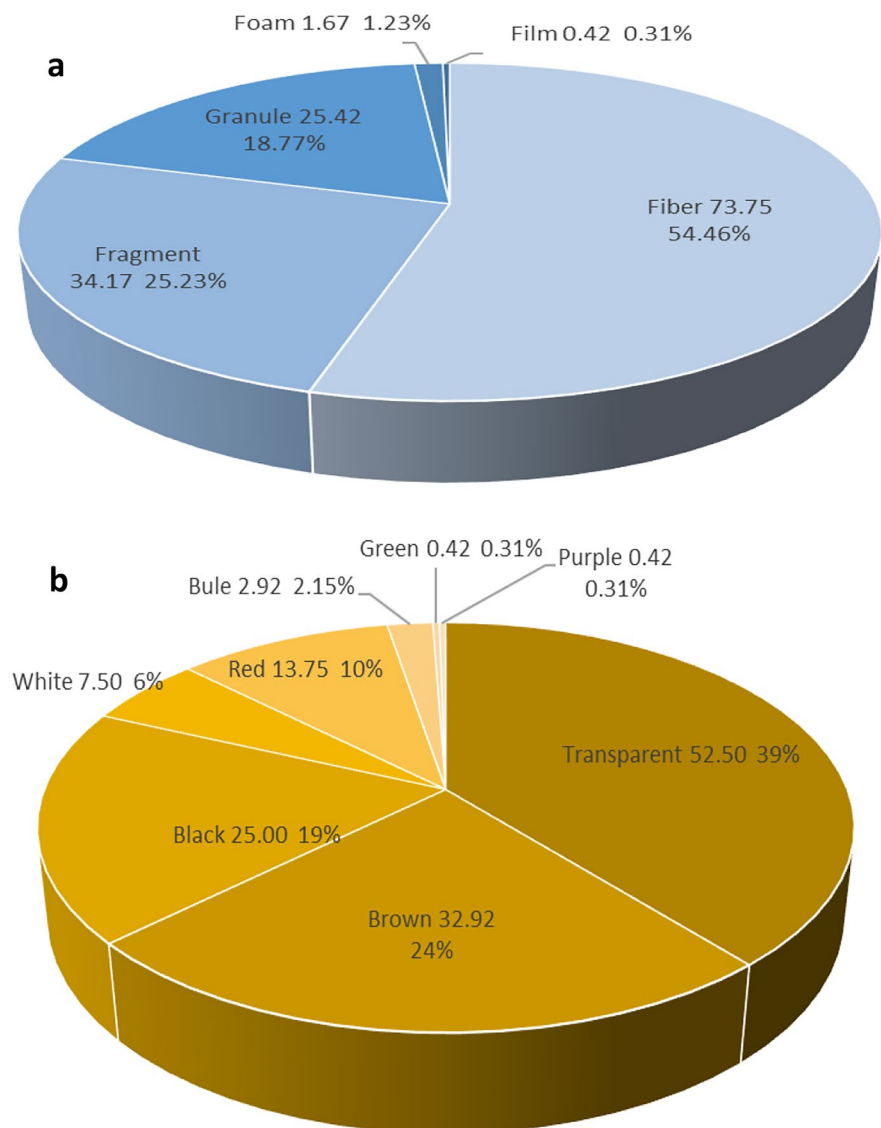 a
Foam 1.67 1.23%
Film 0.42 0.31%
Granule 25.42
18.77%
Fiber 73.75
54.46%
Fragment
34.17 25.23%
b
Green 0.42 0.31%
Purple 0.42
0.31%
Bule 2.92 2.15%
White 7.50 6%
Red 13.75 10%
Transparent 52.50 39%
Black 25.00 19%
Brown 32.92
24%